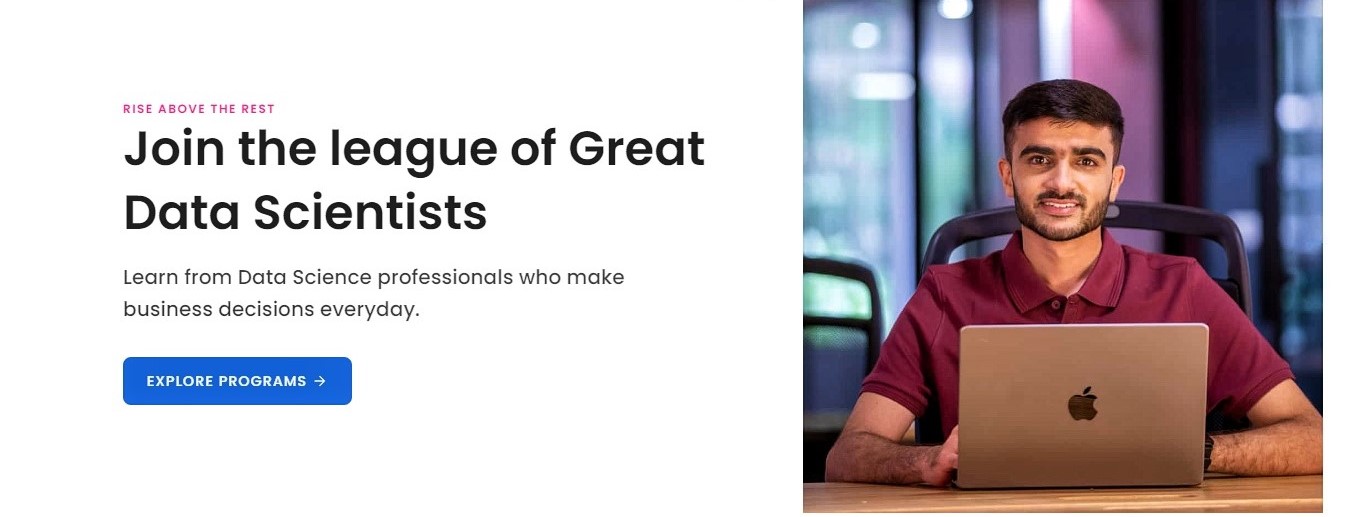 RISE ABOVE THE REST
Join the league of Great
Data Scientists
Learn from Data Science professionals who make
business decisions everyday.
EXPLORE PROGRAMS →